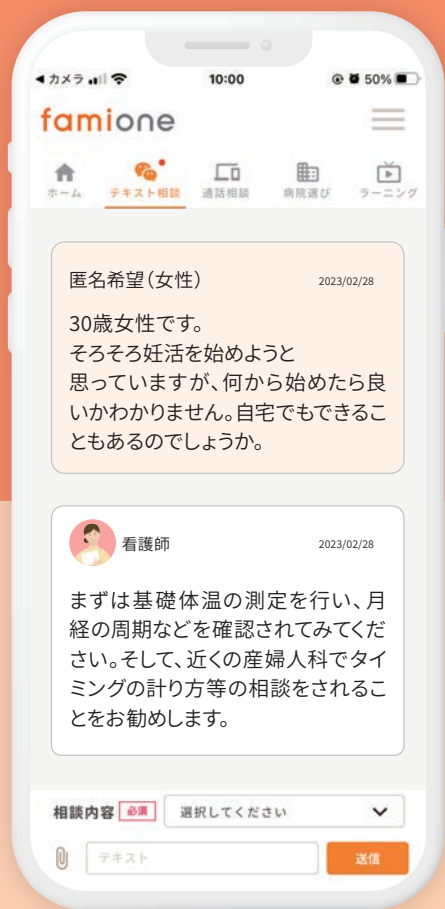 カメラ 10:00 50%
famione
ホーム テキスト相談 通話相談 病院選び ラーニング
匿名希望(女性) 2023/02/28
30歳女性です。
そろそろ妊活を始めようと
思っていますが、何から始めたら良
いかわかりません。自宅でもできるこ
ともあるのでしょうか。
看護師 2023/02/28
まずは基礎体温の測定を行い、月
経の周期などを確認されてみてくだ
さい。そして、近くの産婦人科でタイ
ミングの計り方等の相談をされるこ
とをお勧めします。
相談内容 必須 選択してください
テキスト 送信